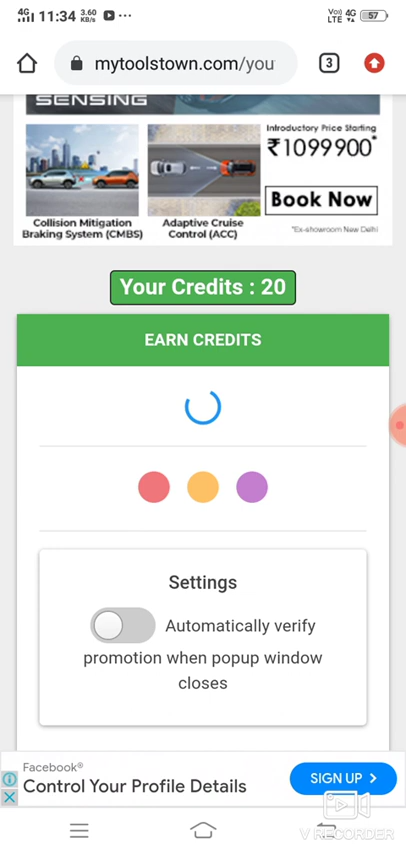 4G 11:34 3.60 KB/s Vo)) LTE 4G 57
mytoolstown.com/you
3
SENSING
Introductory Price Starting
₹1099900*
Book Now
Collision Mitigation
Braking System (CMBS)
Adaptive Cruise
Control (ACC)
*Ex-showroom New Delhi
Your Credits : 20
EARN CREDITS
Settings
Automatically verify
promotion when popup window
closes
Facebook®
Control Your Profile Details
SIGN UP
V RECORDER